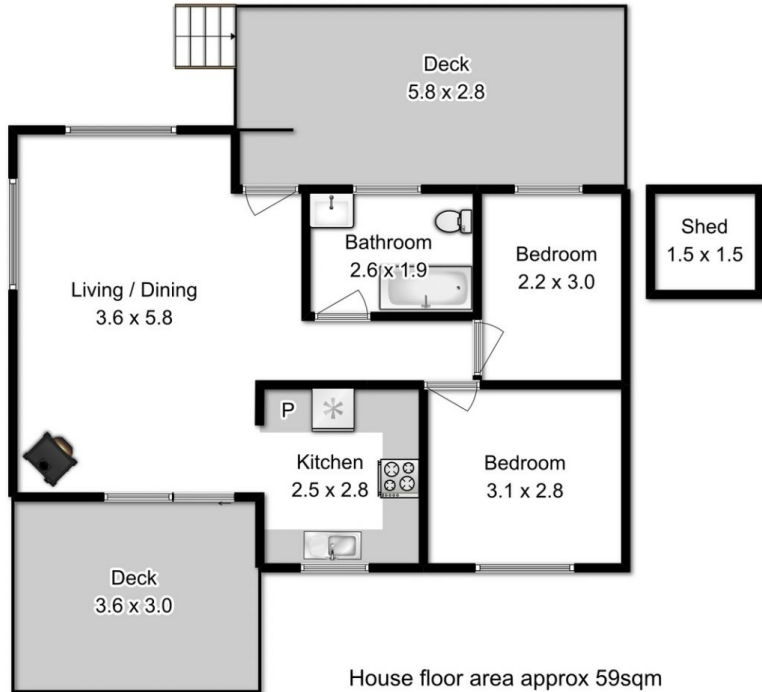 Deck
5.8 x 2.8
Shed
1.5 x 1.5
Bathroom
2.6 x 1.9
Bedroom
2.2 x 3.0
Living / Dining
3.6 x 5.8
P
Kitchen
2.5 x 2.8
Bedroom
3.1 x 2.8
Deck
3.6 x 3.0
House floor area approx 59sqm